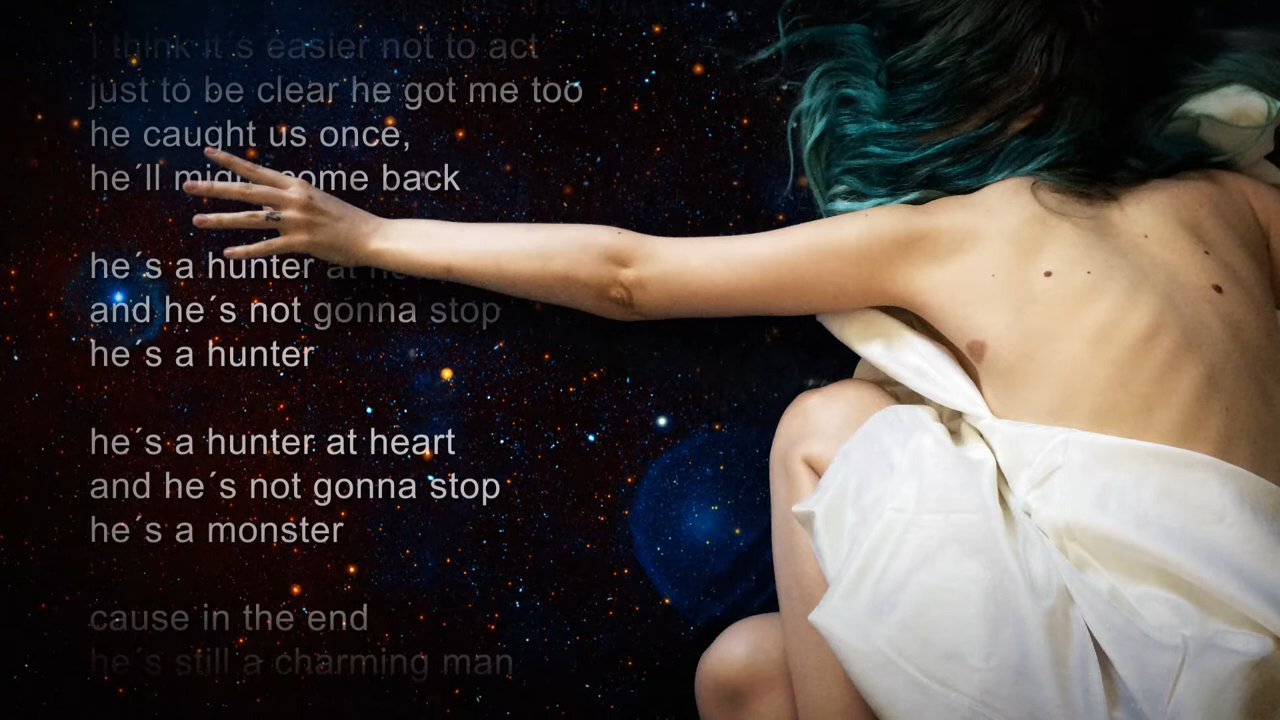 I think it´s easier not to act
just to be clear he got me too
he caught us once,
he´ll come back
he´s a hunter at
and he´s not gonna stop
he´s a hunter
he´s a hunter at heart
and he´s not gonna stop
he´s a monster
cause in the end
he´s still a charming man